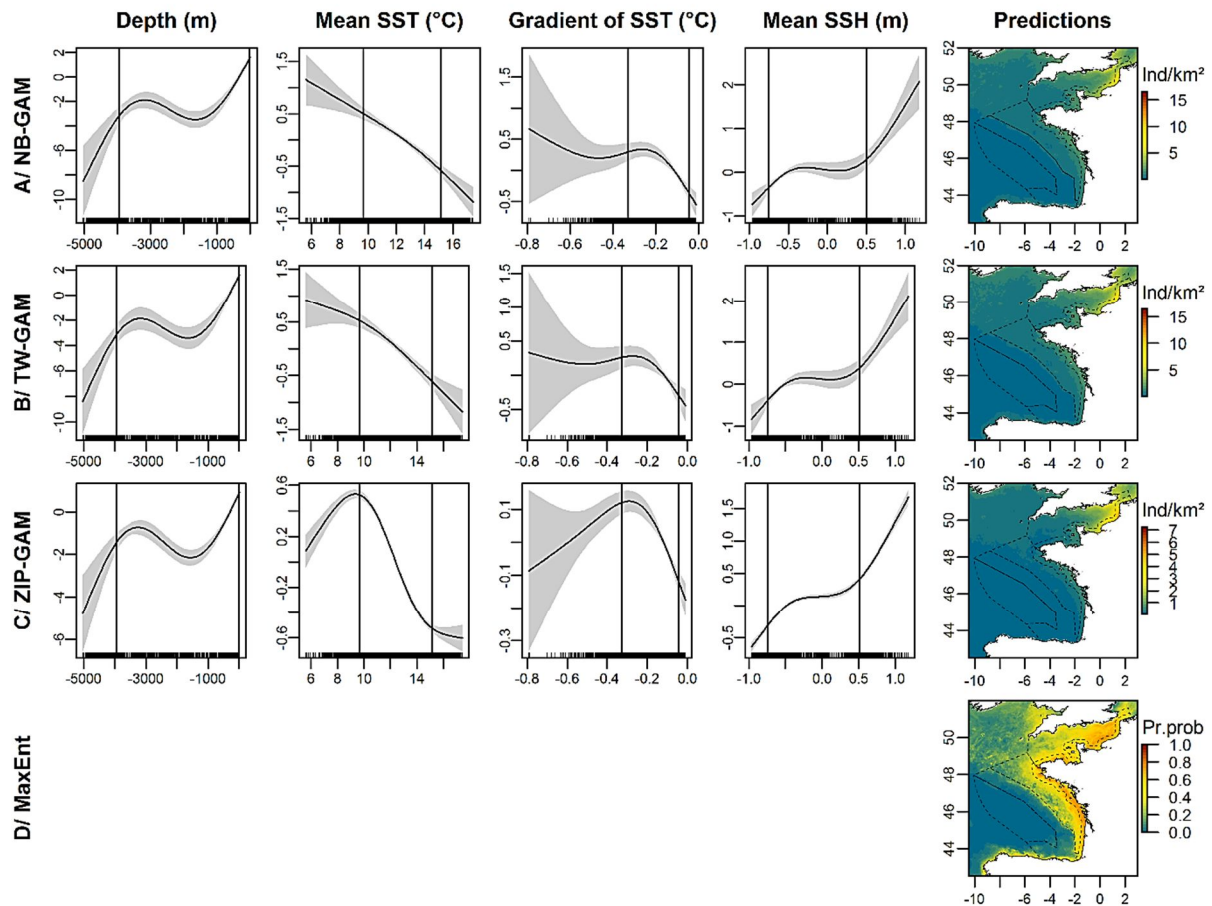 Depth (m) Mean SST (°C) Gradient of SST (°C) Mean SSH (m) Predictions
A/ NB-GAM
2 0 -2 -4 -6 -10
-5000 -3000 -1000
1.5 0.5 -0.5 -1.5
6 8 10 12 14 16
1.5 0.5 -0.5
-0.8 -0.6 -0.4 -0.2 0.0
2 1 0 -1
-1.0 -0.5 0.0 0.5 1.0
52 50 48 46 44
-10 -8 -6 -4 -2 0 2
Ind/km²
15
10
5
B/ TW-GAM
2 0 -2 -4 -6 -10
-5000 -3000 -1000
1.5 0.5 -0.5 -1.5
6 8 10 14
1.5 1.0 0.5 -0.5
-0.8 -0.6 -0.4 -0.2 0.0
2 1 0 -1
-1.0 -0.5 0.0 0.5 1.0
52 50 48 46 44
-10 -8 -6 -4 -2 0 2
Ind/km²
15
10
5
C/ ZIP-GAM
0 2 -4 -6
-5000 -3000 -1000
0.6 0.2 -0.6
6 8 10 14
0.1 -0.1 -0.3
-0.8 -0.6 -0.4 -0.2 0.0
1.5 0.5 -0.5
-1.0 0.0 0.5 1.0
52 50 48 46 44
-10 -8 -6 -4 -2 0 2
Ind/km²
7
6
5
4
3
2
1
D/ MaxEnt
50 48 46 44
-10 -8 -6 -4 -2 0 2
Pr.prob
1.0
0.8
0.6
0.4
0.2
0.0